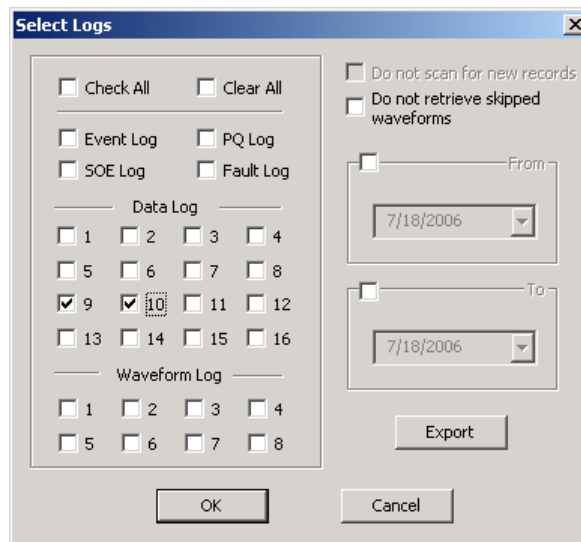 Select Logs
Check All Clear All
Event Log PQ Log
SOE Log Fault Log
Data Log
1 2 3 4
5 6 7 8
9 10 11 12
13 14 15 16
Waveform Log
1 2 3 4
5 6 7 8
Do not scan for new records
Do not retrieve skipped
waveforms
From
7/18/2006
To
7/18/2006
Export
OK Cancel